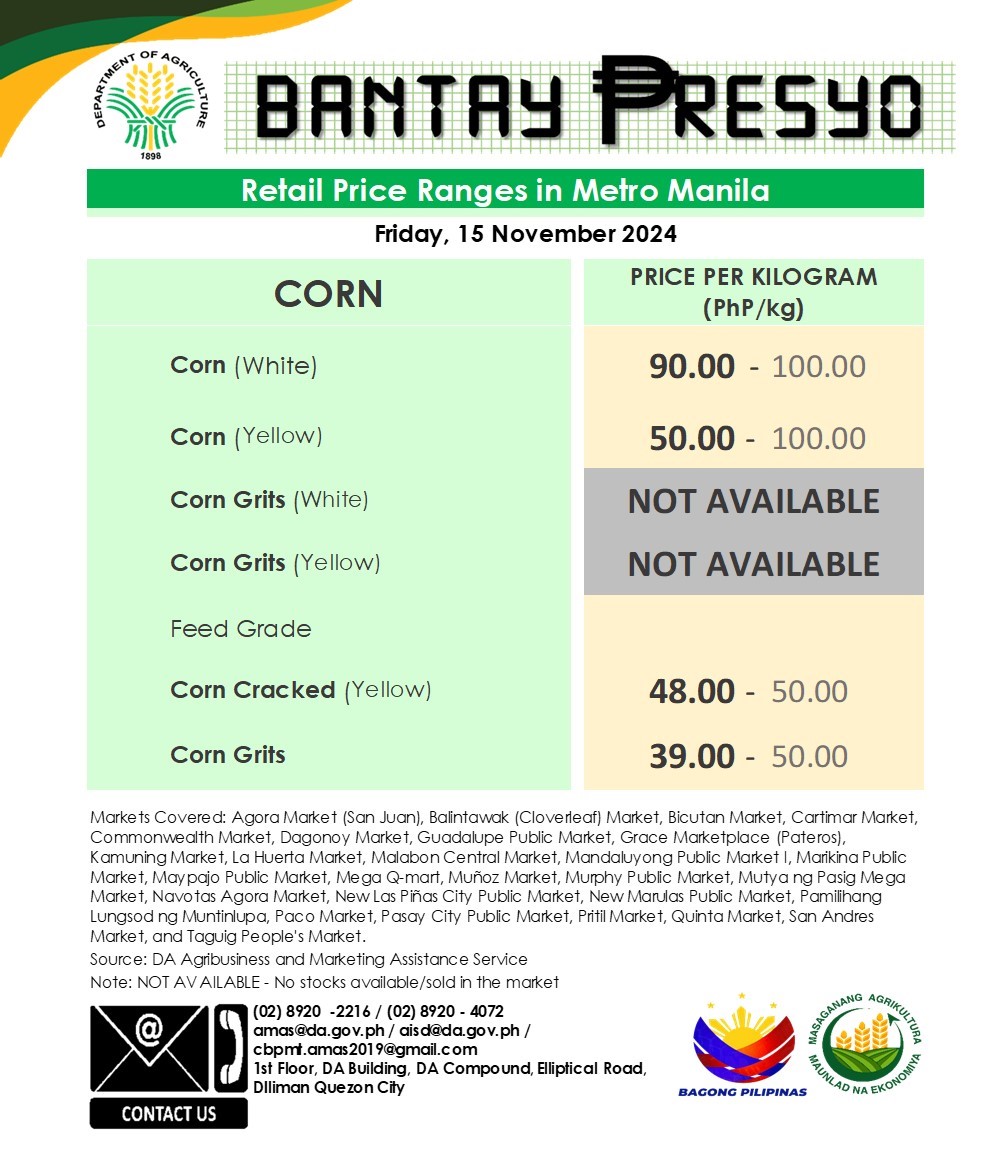 DEPARTMENT OF AGRICULTURE
1898
BANTAY PRESYO
Retail Price Ranges in Metro Manila
Friday, 15 November 2024
CORN
PRICE PER KILOGRAM
(PhP/kg)
Corn (White) 90.00 - 100.00
Corn (Yellow) 50.00 - 100.00
Corn Grits (White) NOT AVAILABLE
Corn Grits (Yellow) NOT AVAILABLE
Feed Grade
Corn Cracked (Yellow) 48.00 - 50.00
Corn Grits 39.00 - 50.00
Markets Covered: Agora Market (San Juan), Balintawak (Cloverleaf) Market, Bicutan Market, Cartimar Market,
Commonwealth Market, Dagonoy Market, Guadalupe Public Market, Grace Marketplace (Pateros),
Kamuning Market, La Huerta Market, Malabon Central Market, Mandaluyong Public Market I, Marikina Public
Market, Maypajo Public Market, Mega Q-mart, Muñoz Market, Murphy Public Market, Mutya ng Pasig Mega
Market, Navotas Agora Market, New Las Piñas City Public Market, New Marulas Public Market, Pamilihang
Lungsod ng Muntinlupa, Paco Market, Pasay City Public Market, Pritil Market, Quinta Market, San Andres
Market, and Taguig People's Market.
Source: DA Agribusiness and Marketing Assistance Service
Note: NOT AVAILABLE - No stocks available/sold in the market
(02) 8920 -2216 / (02) 8920 - 4072
amas@da.gov.ph / aisd@da.gov.ph /
cbpmt.amas2019@gmail.com
1st Floor, DA Building, DA Compound, Elliptical Road,
DIliman Quezon City
@
CONTACT US
BAGONG PILIPINAS
MASAGANANG AGRIKULTURA
MAUNLAD NA EKONOMIYA